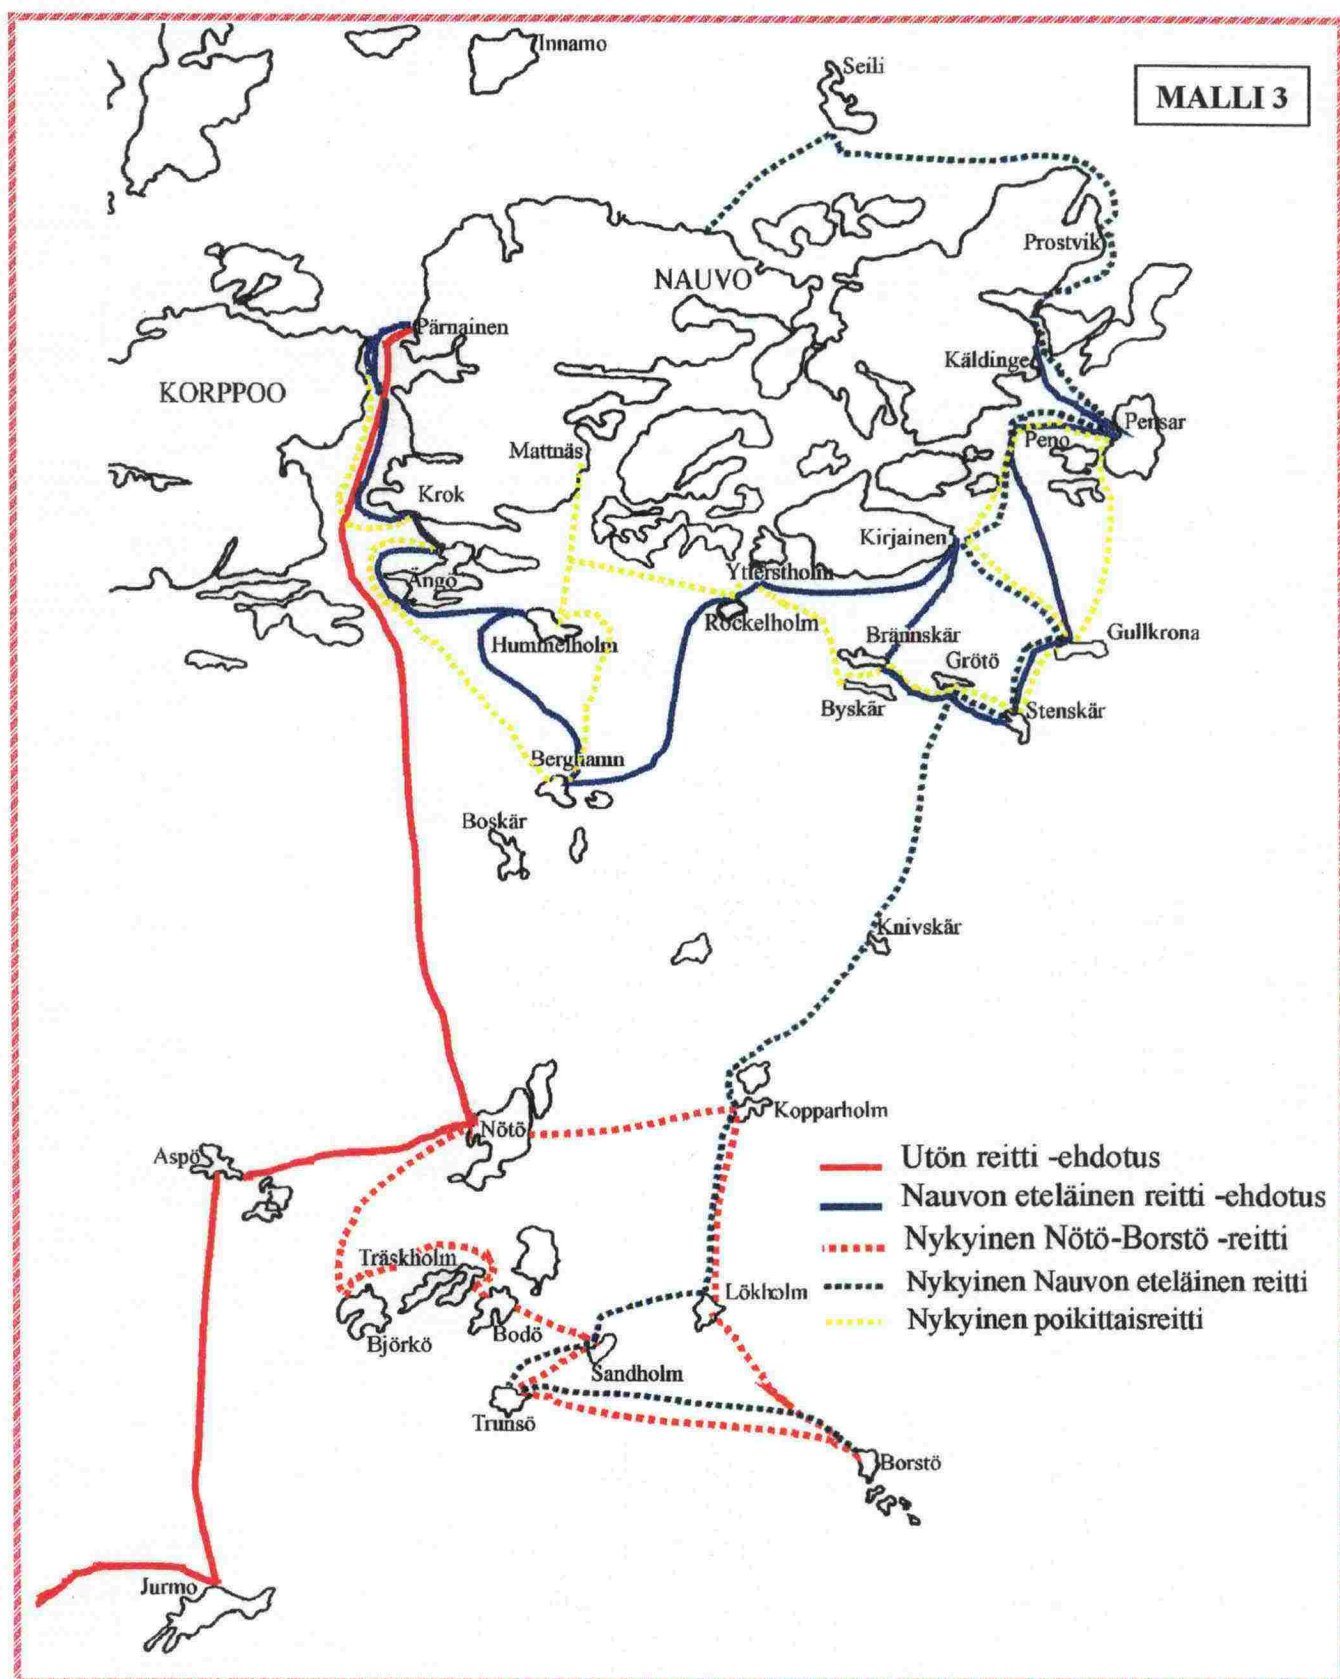 Innamo
Seili
MALLI 3
Prostvik
NAUVO
Pärnainen
Käldinge
KORPPOO
Pensar
Peno
Mattnäs
Krok
Kirjainen
Ytterstholm
Ängö
Rockelholm
Hummelholm
Brännskär
Gullkrona
Grötö
Byskär
Stenskär
Berghamn
Boskär
Knivskär
Kopparholm
Nötö
Aspö
Utön reitti -ehdotus
Nauvon eteläinen reitti -ehdotus
Nykyinen Nötö-Borstö -reitti
Nykyinen Nauvon eteläinen reitti
Nykyinen poikittaisreitti
Träskholm
Lökholm
Björkö
Bodö
Sandholm
Trunsö
Borstö
Jurmo